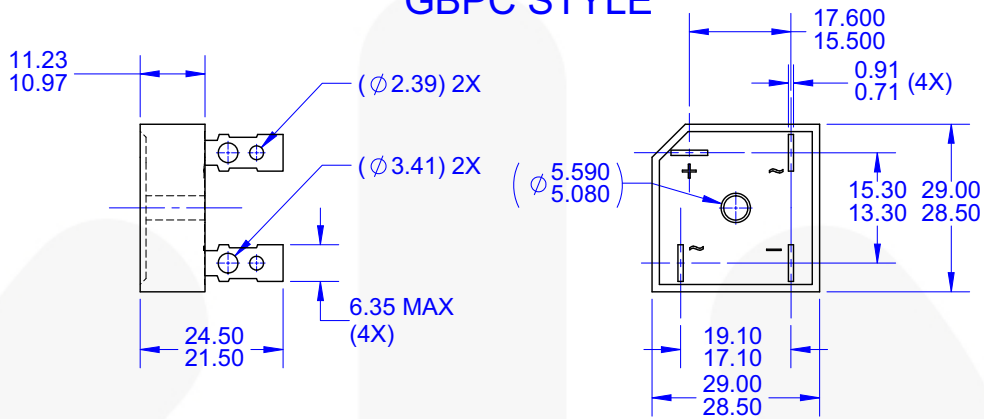 GBPC STYLE
11.23
10.97
(∅2.39) 2X
(∅3.41) 2X
6.35 MAX
(4X)
24.50
21.50
17.600
15.500
0.91
0.71 (4X)
(∅5.590
5.080)
+ ~
~ −
15.30 29.00
13.30 28.50
19.10
17.10
29.00
28.50